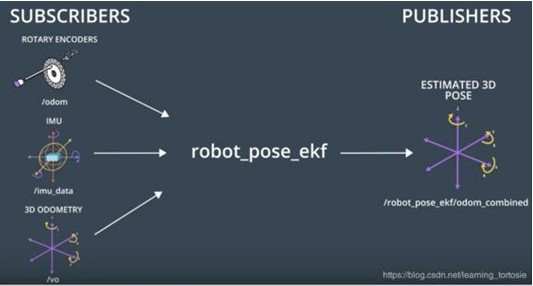 SUBSCRIBERS
PUBLISHERS
ROTARY ENCODERS
/odom
IMU
/imu_data
3D ODOMETRY
/vo
robot_pose_ekf
ESTIMATED 3D
POSE
/robot_pose_ekf/odom_combined
https://blog.csdn.net/learning_tortosie